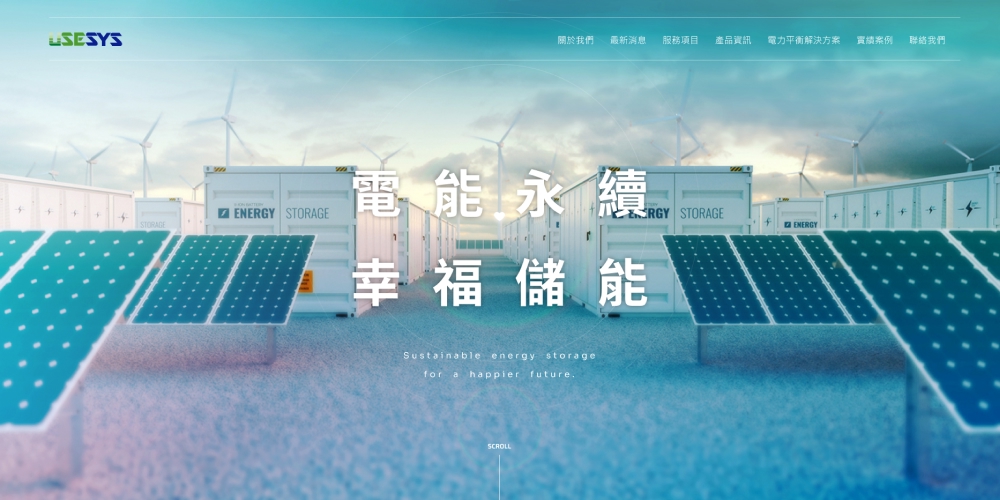 USESYS
關於我們 最新消息 服務項目 產品資訊 電力平衡解決方案 實績案例 聯絡我們
ENERGY STORAGE
ENERGY STORAGE
STORAGE
ENERGY
電能永續
幸福儲能
Sustainable energy storage
for a happier future.
SCROLL